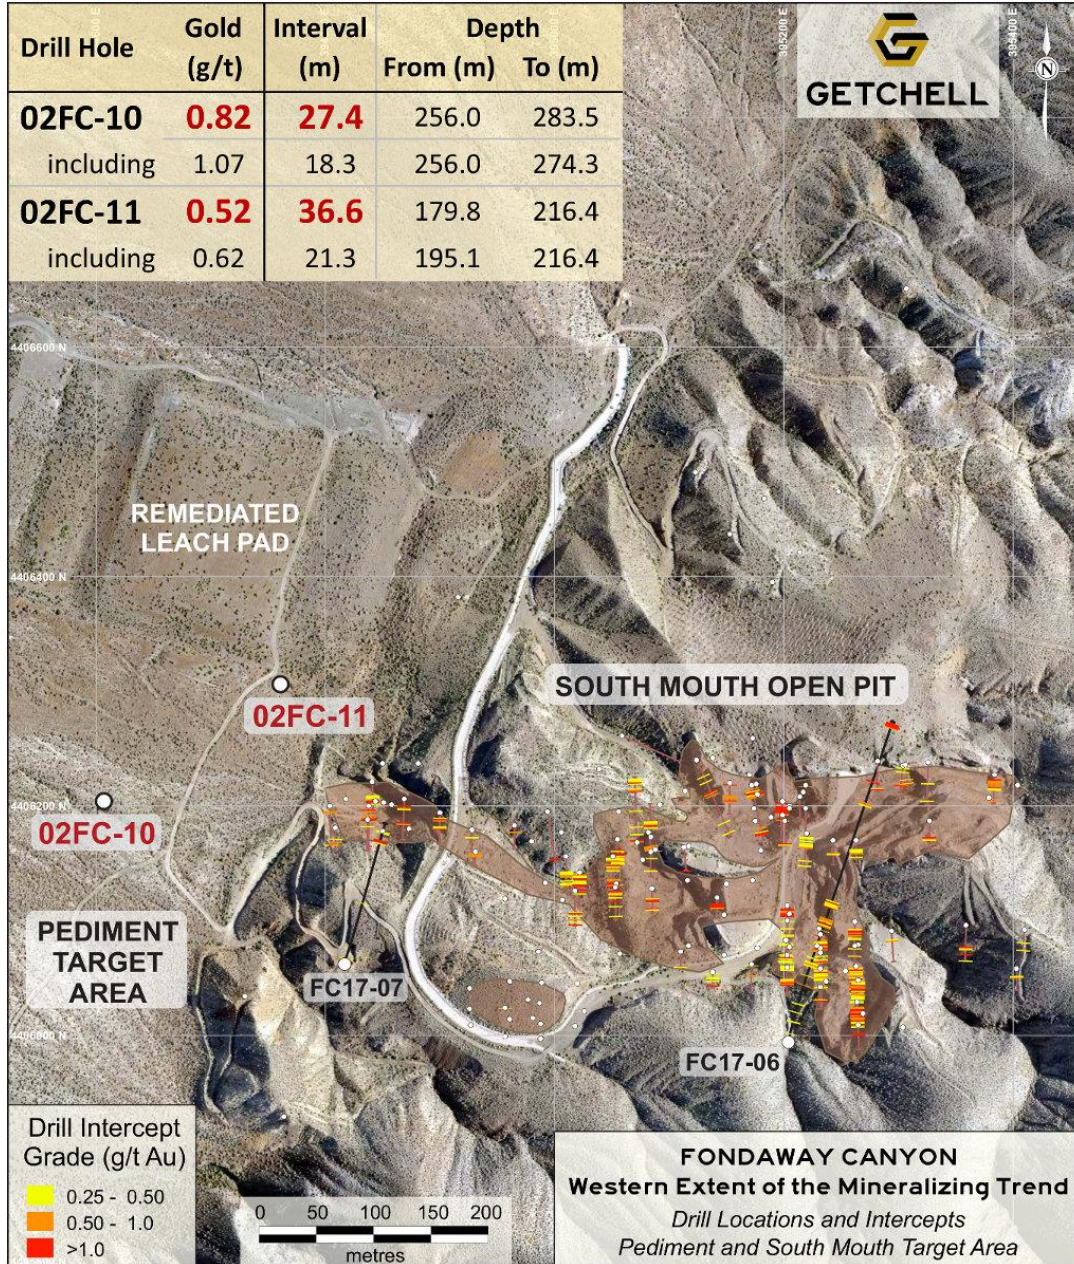 Drill Hole Gold (g/t) Interval (m) Depth From (m) To (m)
02FC-10 0.82 27.4 256.0 283.5
including 1.07 18.3 256.0 274.3
02FC-11 0.52 36.6 179.8 216.4
including 0.62 21.3 195.1 216.4
GETCHELL
395200 E
395400 E
N
4406600 N
REMEDIATED
LEACH PAD
4406400 N
SOUTH MOUTH OPEN PIT
02FC-11
4406200 N
02FC-10
PEDIMENT
TARGET
AREA
FC17-07
4406000 N
FC17-06
Drill Intercept
Grade (g/t Au)
0.25 - 0.50
0.50 - 1.0
>1.0
0 50 100 150 200
metres
FONDAWAY CANYON
Western Extent of the Mineralizing Trend
Drill Locations and Intercepts
Pediment and South Mouth Target Area